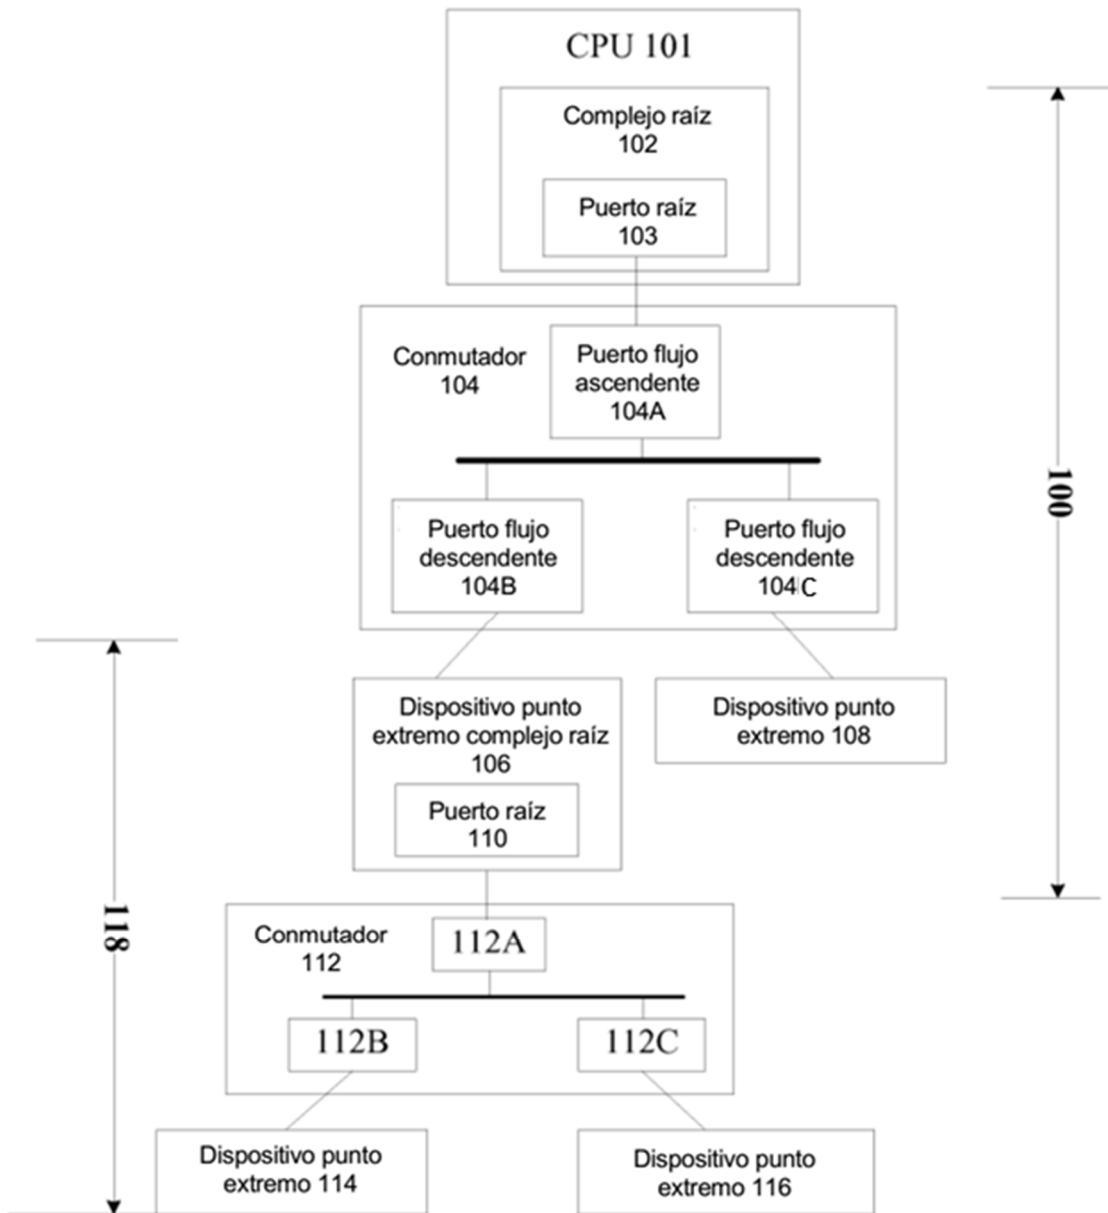 CPU 101
Complejo raíz
102
Puerto raíz
103
Conmutador
104
Puerto flujo
ascendente
104A
100
Puerto flujo
descendente
104B
Puerto flujo
descendente
104C
Dispositivo punto
extremo complejo raíz
106
Dispositivo punto
extremo 108
Puerto raíz
110
118
Conmutador
112
112A
112B
112C
Dispositivo punto
extremo 114
Dispositivo punto
extremo 116